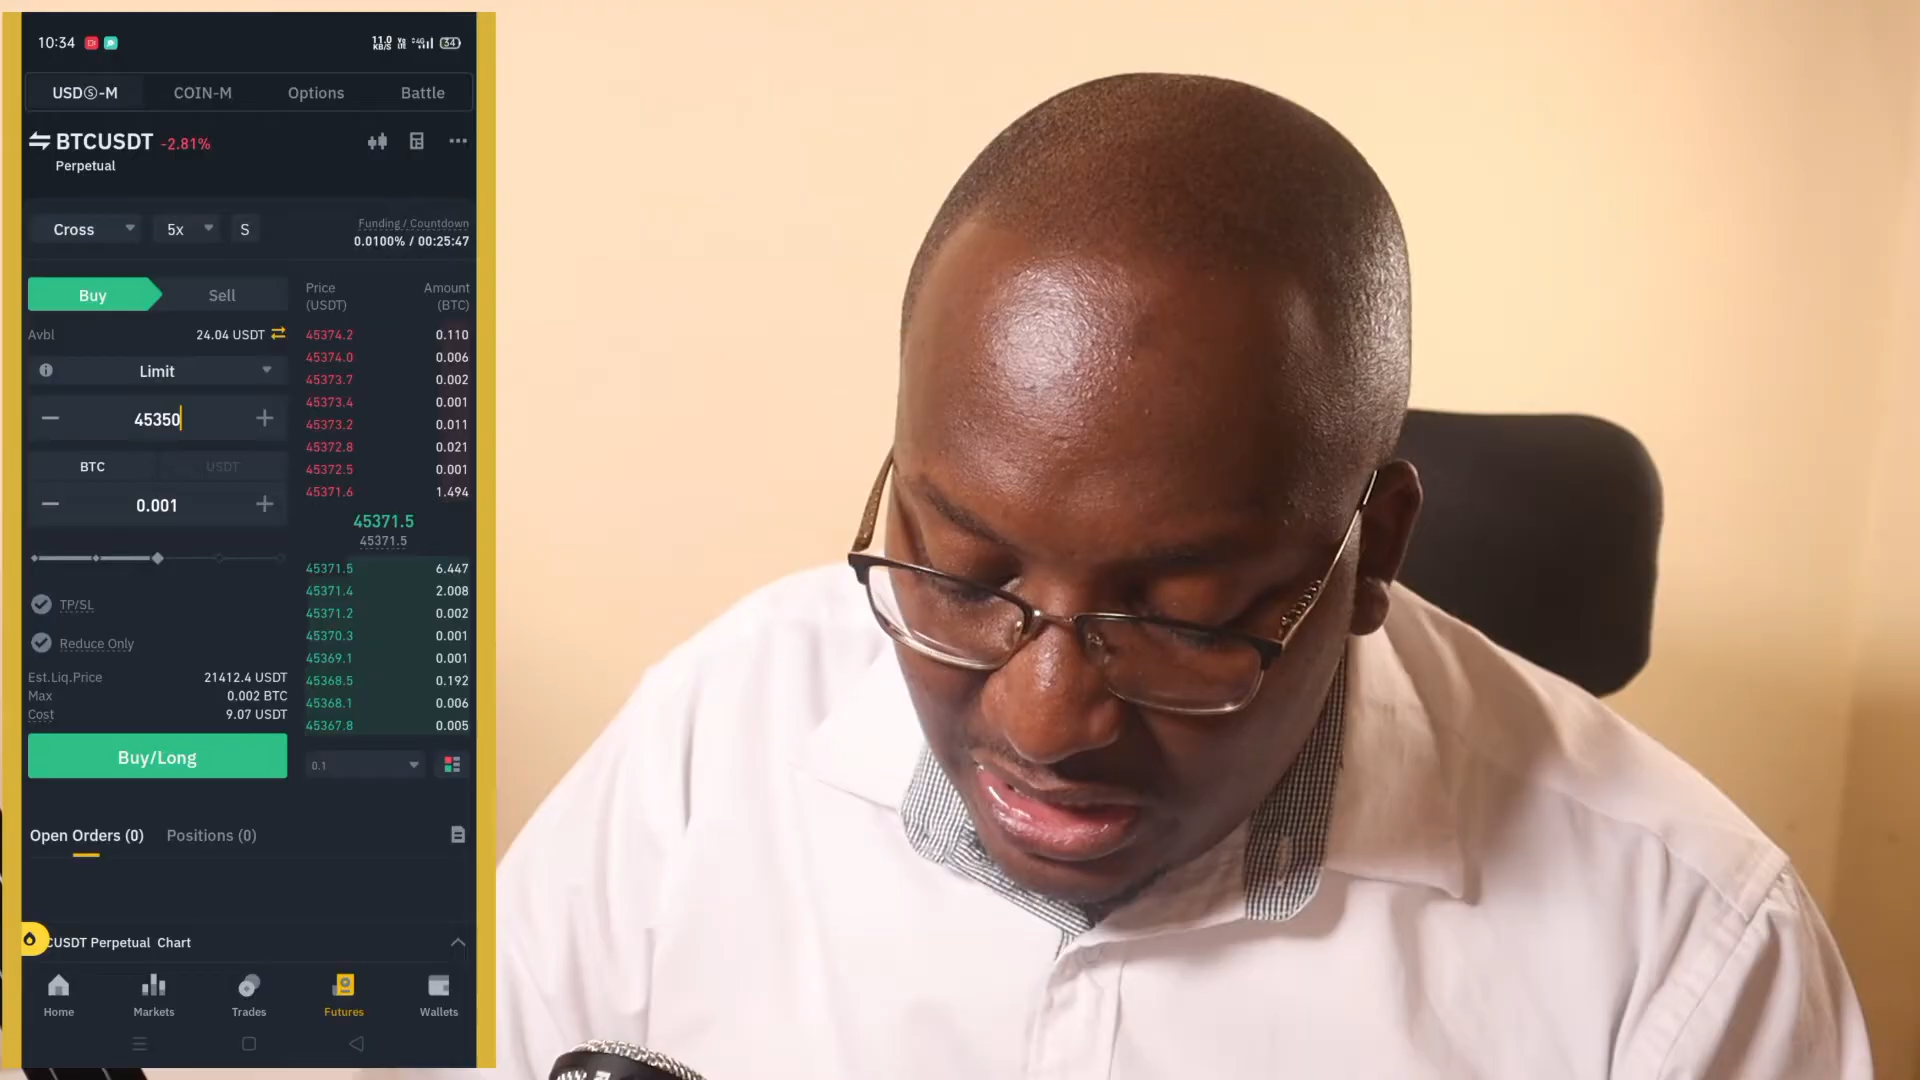 10:34
11.0 KB/S
4G
34
USDⓈ-M COIN-M Options Battle
BTCUSDT -2.81%
Perpetual
Cross 5x S
Funding / Countdown
0.0100% / 00:25:47
Buy Sell
Avbl 24.04 USDT
Limit
45350
BTC USDT
0.001
TP/SL
Reduce Only
Est.Liq.Price 21412.4 USDT
Max 0.002 BTC
Cost 9.07 USDT
Buy/Long
Price (USDT) Amount (BTC)
45374.2 0.110
45374.0 0.006
45373.7 0.002
45373.4 0.001
45373.2 0.011
45372.8 0.021
45372.5 0.001
45371.6 1.494
45371.5
45371.5
45371.5 6.447
45371.4 2.008
45371.2 0.002
45370.3 0.001
45369.1 0.001
45368.5 0.192
45368.1 0.006
45367.8 0.005
0.1
Open Orders (0) Positions (0)
CUSDT Perpetual Chart
Home Markets Trades Futures Wallets